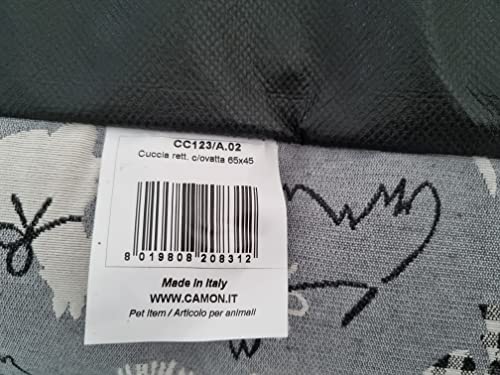 CC123/A.02
Cuccia rett. c/ovatta 65x45
8 019808 208312
Made in Italy
WWW.CAMON.IT
Pet Item / Articolo per animali